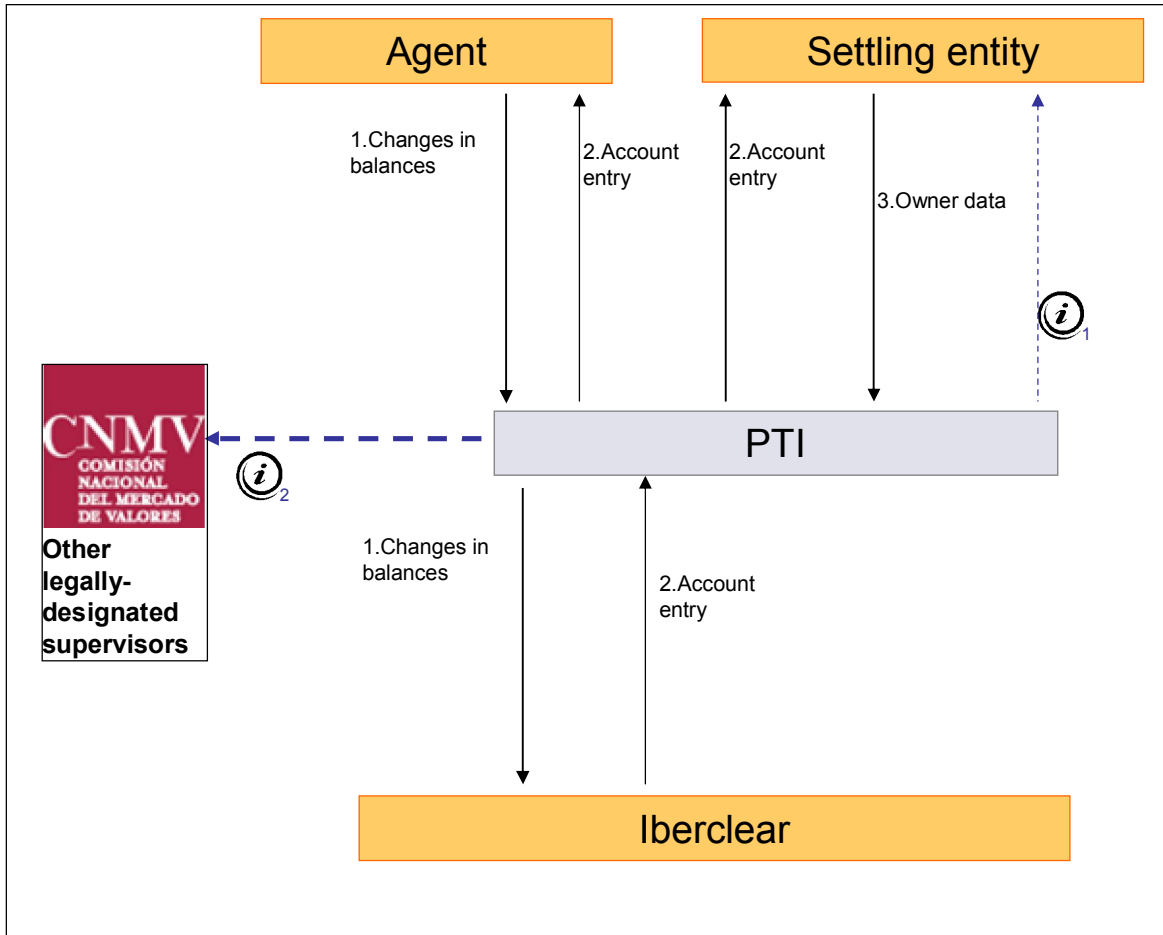 Agent
Settling entity
1.Changes in
balances
2.Account
entry
2.Account
entry
3.Owner data
i
1
CNMV
COMISIÓN
NACIONAL
DEL MERCADO
DE VALORES
Other
legally-
designated
supervisors
i
2
PTI
1.Changes in
balances
2.Account
entry
Iberclear